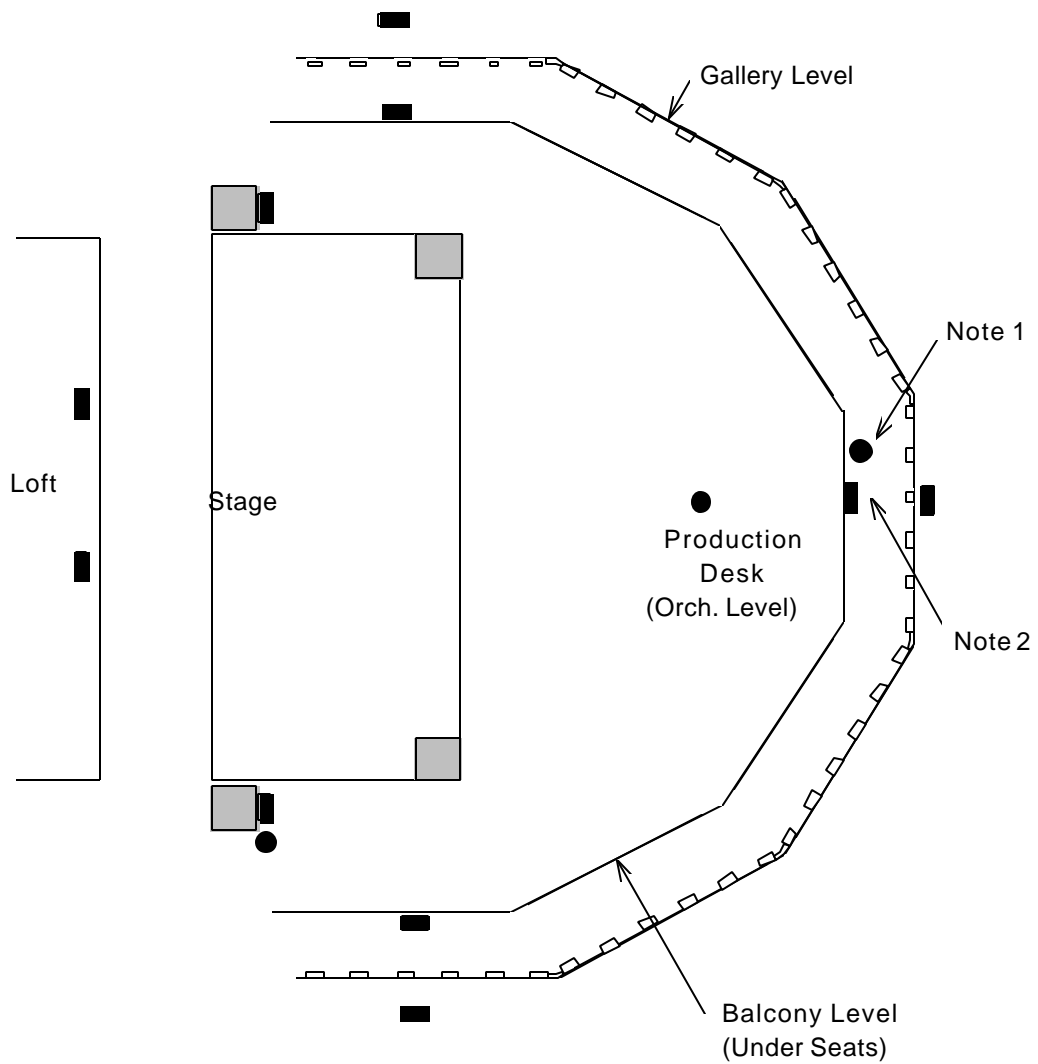 Gallery Level
Note 1
Loft
Stage
Production
Desk
(Orch. Level)
Note 2
Balcony Level
(Under Seats)